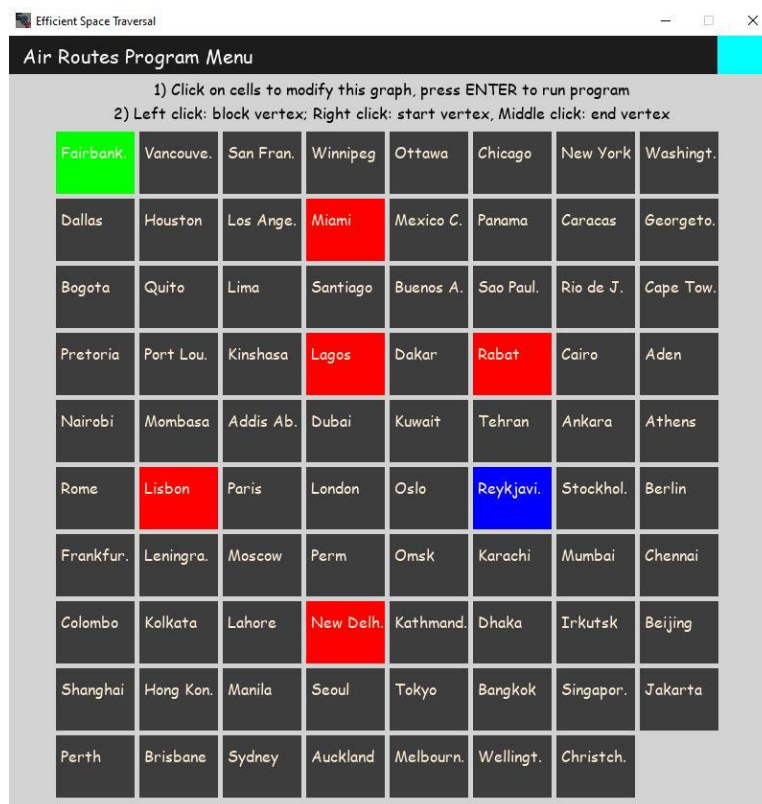 Efficient Space Traversal
Air Routes Program Menu
1) Click on cells to modify this graph, press ENTER to run program
2) Left click: block vertex; Right click: start vertex, Middle click: end vertex
Fairbank. Vancouve. San Fran. Winnipeg Ottawa Chicago New York Washingt.
Dallas Houston Los Ange. Miami Mexico C. Panama Caracas Georgeto.
Bogota Quito Lima Santiago Buenos A. Sao Paul. Rio de J. Cape Tow.
Pretoria Port Lou. Kinshasa Lagos Dakar Rabat Cairo Aden
Nairobi Mombasa Addis Ab. Dubai Kuwait Tehran Ankara Athens
Rome Lisbon Paris London Oslo Reykjavi. Stockhol. Berlin
Frankfur. Leningra. Moscow Perm Omsk Karachi Mumbai Chennai
Colombo Kolkata Lahore New Delh. Kathmand. Dhaka Irkutsk Beijing
Shanghai Hong Kon. Manila Seoul Tokyo Bangkok Singapor. Jakarta
Perth Brisbane Sydney Auckland Melbourn. Wellingt. Christch.